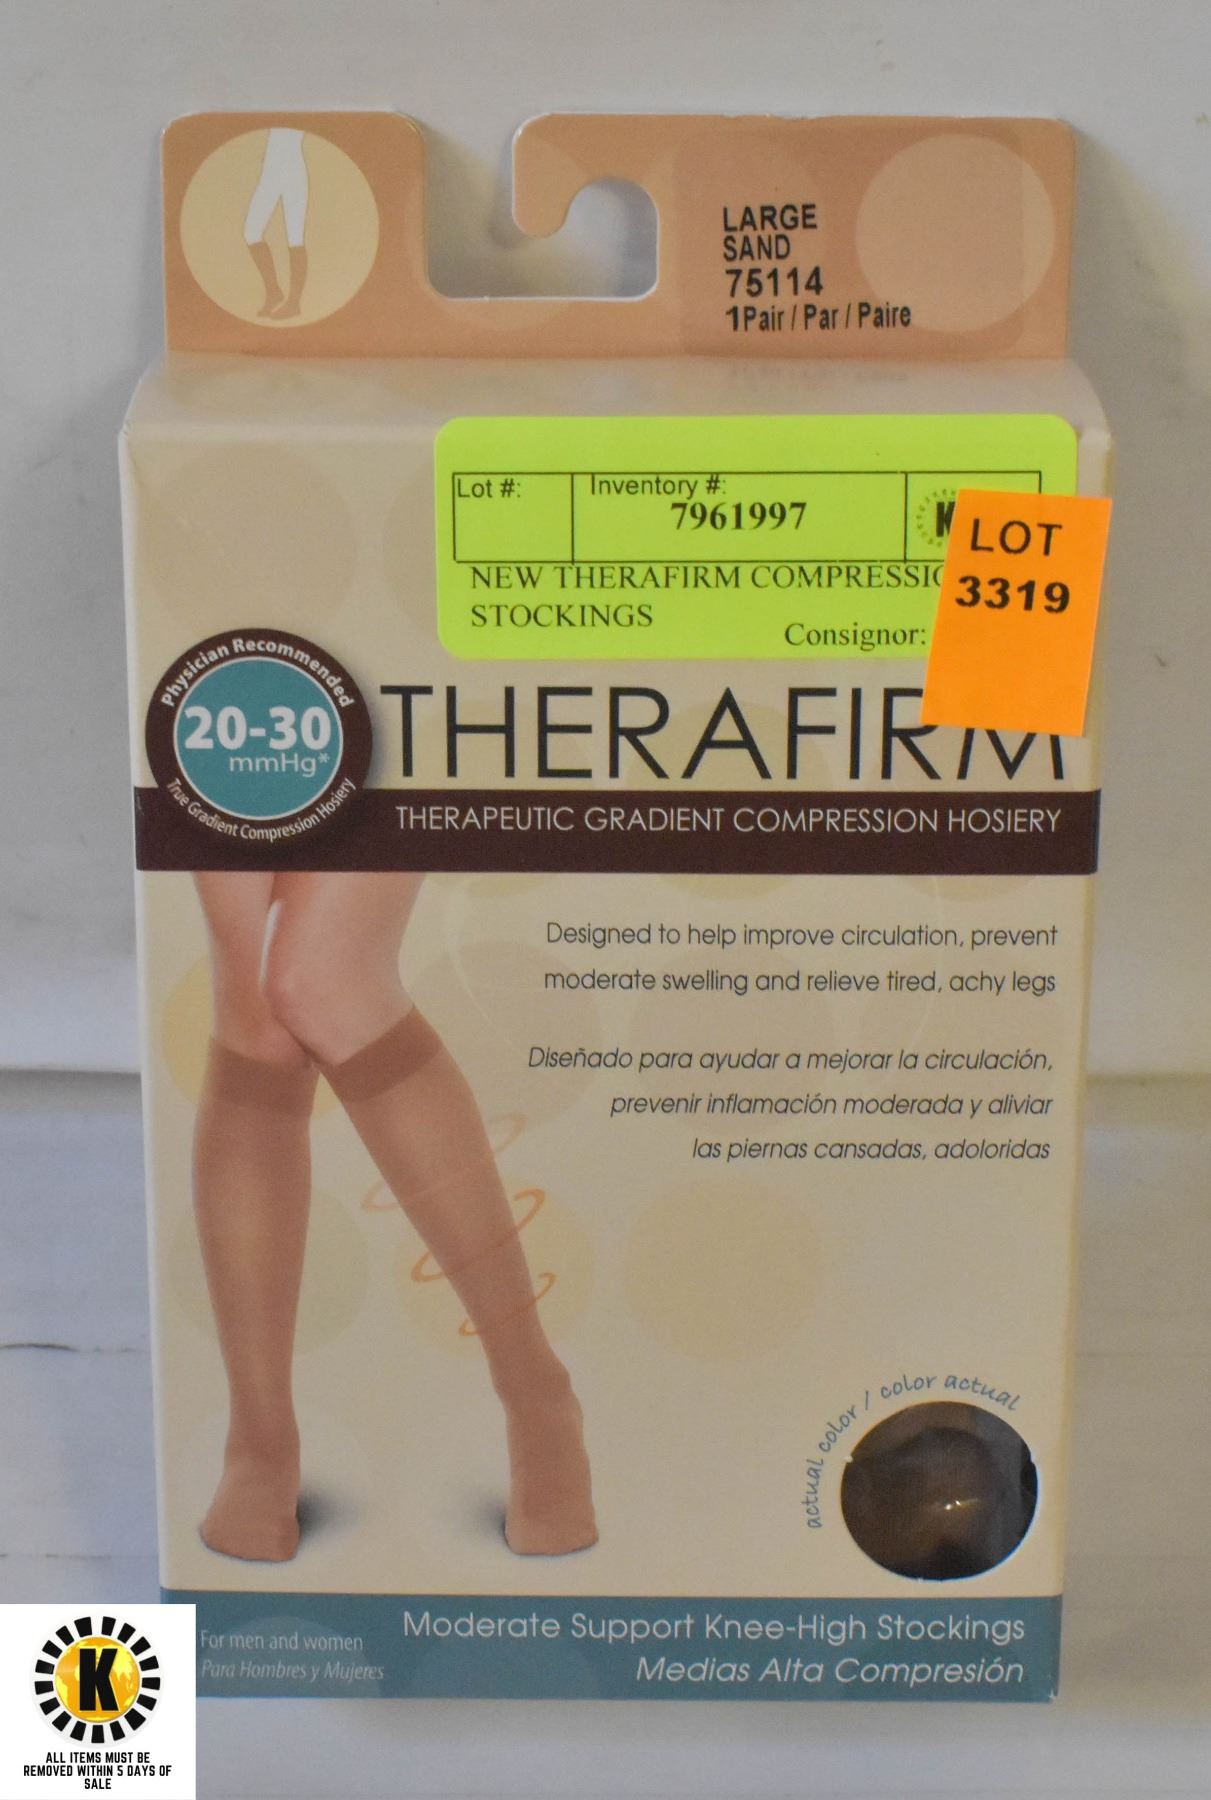 LARGE
SAND
75114
1Pair / Par / Paire
Lot #:
Inventory #:
7961997
K
LOT
3319
NEW THERAFIRM
STOCKINGS
Consignor:
Physician Recommended
20-30
mmHg*
True Gradient Compression Hosiery
THERAFIRM
THERAPEUTIC GRADIENT COMPRESSION HOSIERY
Designed to help improve circulation, prevent
moderate swelling and relieve tired, achy legs
Diseñado para ayudar a mejorar la circulación,
prevenir inflamación moderada y aliviar
las piernas cansadas, adoloridas
actual color / color actual
Moderate Support Knee-High Stockings
Medias Alta Compresión
For men and women
Para Hombres y Mujeres
K
ALL ITEMS MUST BE
REMOVED WITHIN 5 DAYS OF
SALE